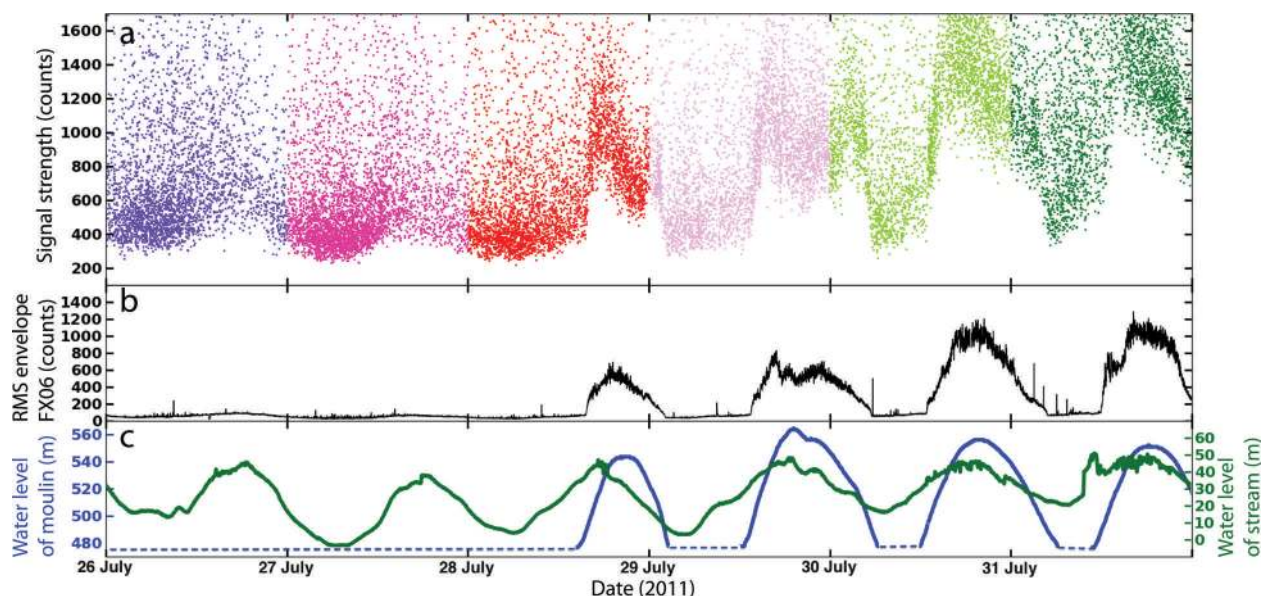 a
1600
1400
1200
1000
800
600
400
200
Signal strength (counts)
b
1400
1200
1000
800
600
400
200
0
RMS envelope
FX06 (counts)
c
560
540
520
500
480
Water level
of moulin (m)
60
50
40
30
20
10
0
Water level
of stream (m)
26 July
27 July
28 July
29 July
30 July
31 July
Date (2011)